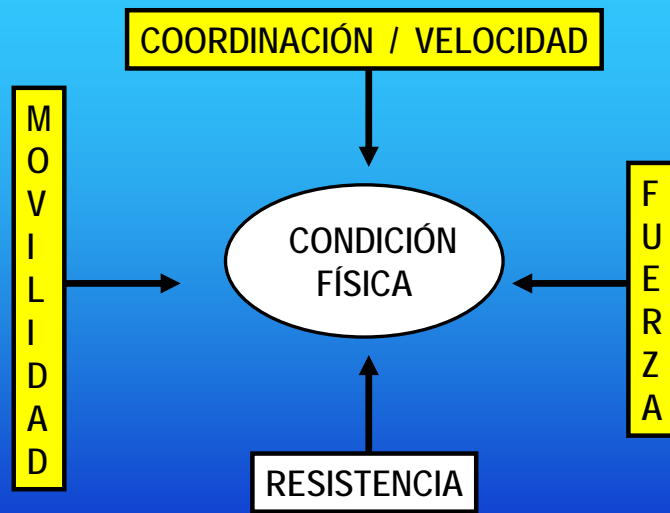 COORDINACIÓN / VELOCIDAD
MOVILIDAD
CONDICIÓN
FÍSICA
FUERZA
RESISTENCIA